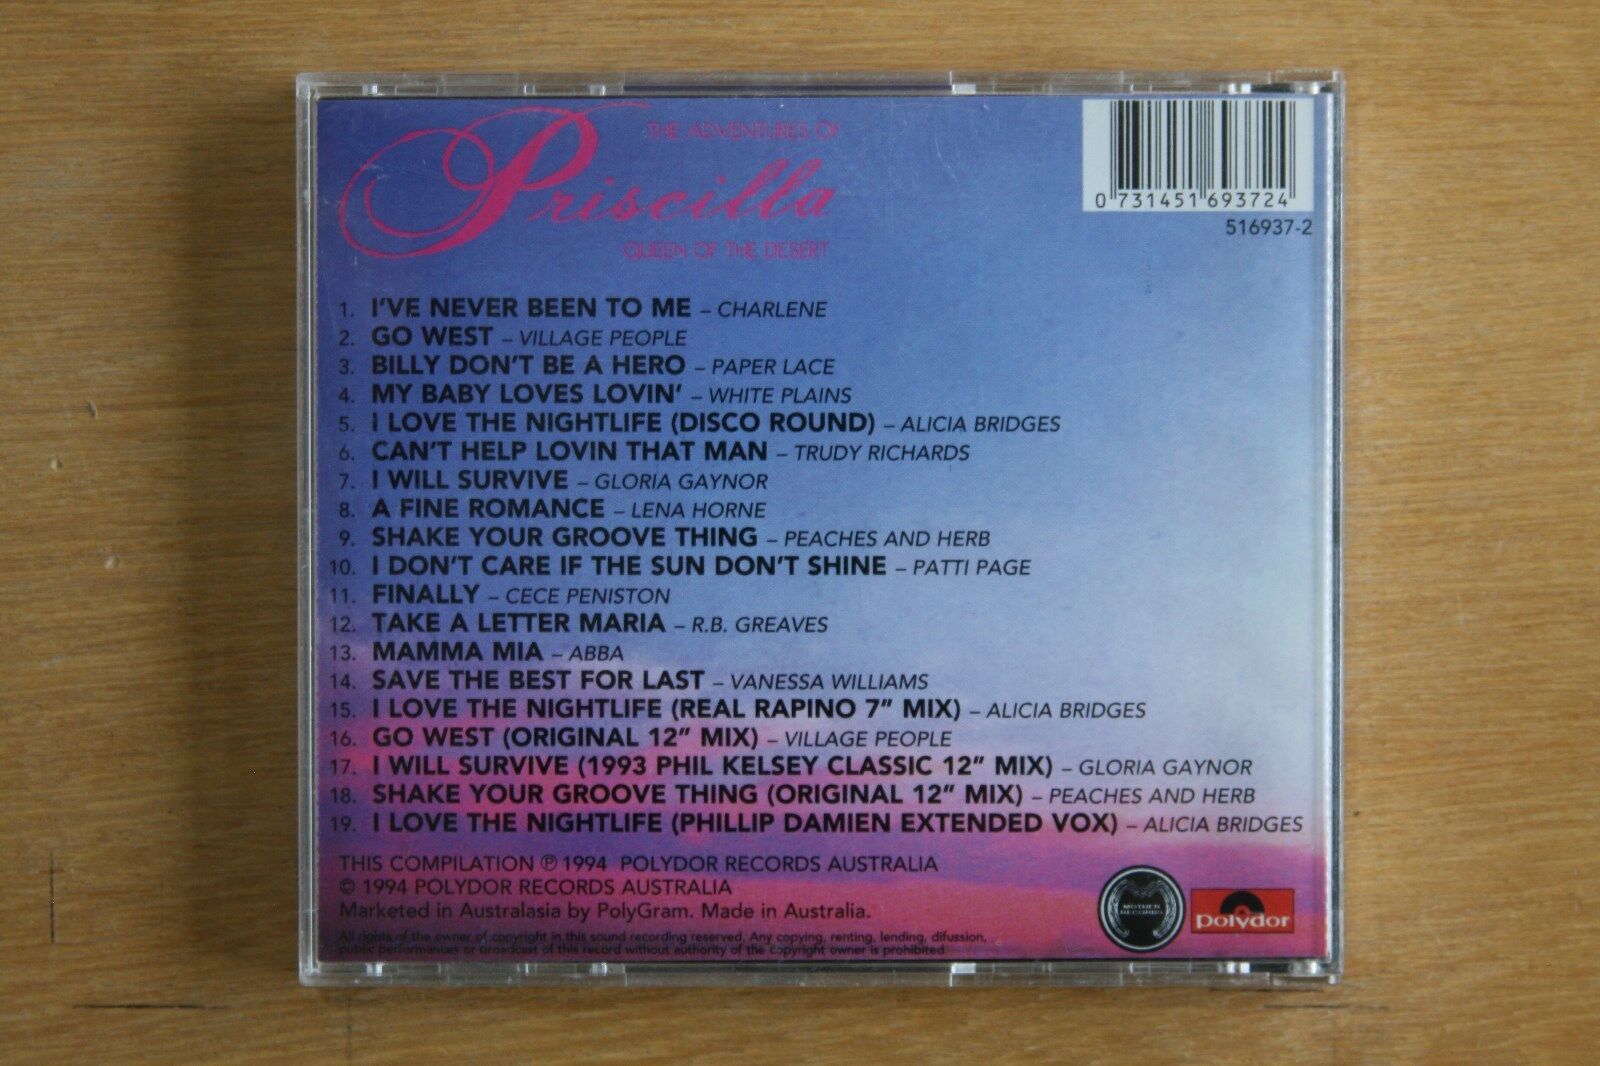 THE ADVENTURES OF
Priscilla
QUEEN OF THE DESERT
0 731451 693724
516937-2
1. I'VE NEVER BEEN TO ME – CHARLENE
2. GO WEST – VILLAGE PEOPLE
3. BILLY DON'T BE A HERO – PAPER LACE
4. MY BABY LOVES LOVIN' – WHITE PLAINS
5. I LOVE THE NIGHTLIFE (DISCO ROUND) – ALICIA BRIDGES
6. CAN'T HELP LOVIN THAT MAN – TRUDY RICHARDS
7. I WILL SURVIVE – GLORIA GAYNOR
8. A FINE ROMANCE – LENA HORNE
9. SHAKE YOUR GROOVE THING – PEACHES AND HERB
10. I DON'T CARE IF THE SUN DON'T SHINE – PATTI PAGE
11. FINALLY – CECE PENISTON
12. TAKE A LETTER MARIA – R.B. GREAVES
13. MAMMA MIA – ABBA
14. SAVE THE BEST FOR LAST – VANESSA WILLIAMS
15. I LOVE THE NIGHTLIFE (REAL RAPINO 7" MIX) – ALICIA BRIDGES
16. GO WEST (ORIGINAL 12" MIX) – VILLAGE PEOPLE
17. I WILL SURVIVE (1993 PHIL KELSEY CLASSIC 12" MIX) – GLORIA GAYNOR
18. SHAKE YOUR GROOVE THING (ORIGINAL 12" MIX) – PEACHES AND HERB
19. I LOVE THE NIGHTLIFE (PHILLIP DAMIEN EXTENDED VOX) – ALICIA BRIDGES
THIS COMPILATION ℗ 1994 POLYDOR RECORDS AUSTRALIA
© 1994 POLYDOR RECORDS AUSTRALIA
Marketed in Australasia by PolyGram. Made in Australia.
All rights of the owner of copyright in this sound recording reserved. Any copying, renting, lending, difussion,
public performances or broadcast of this record without authority of the copyright owner is prohibited
MOTHER
RECORDS
polydor